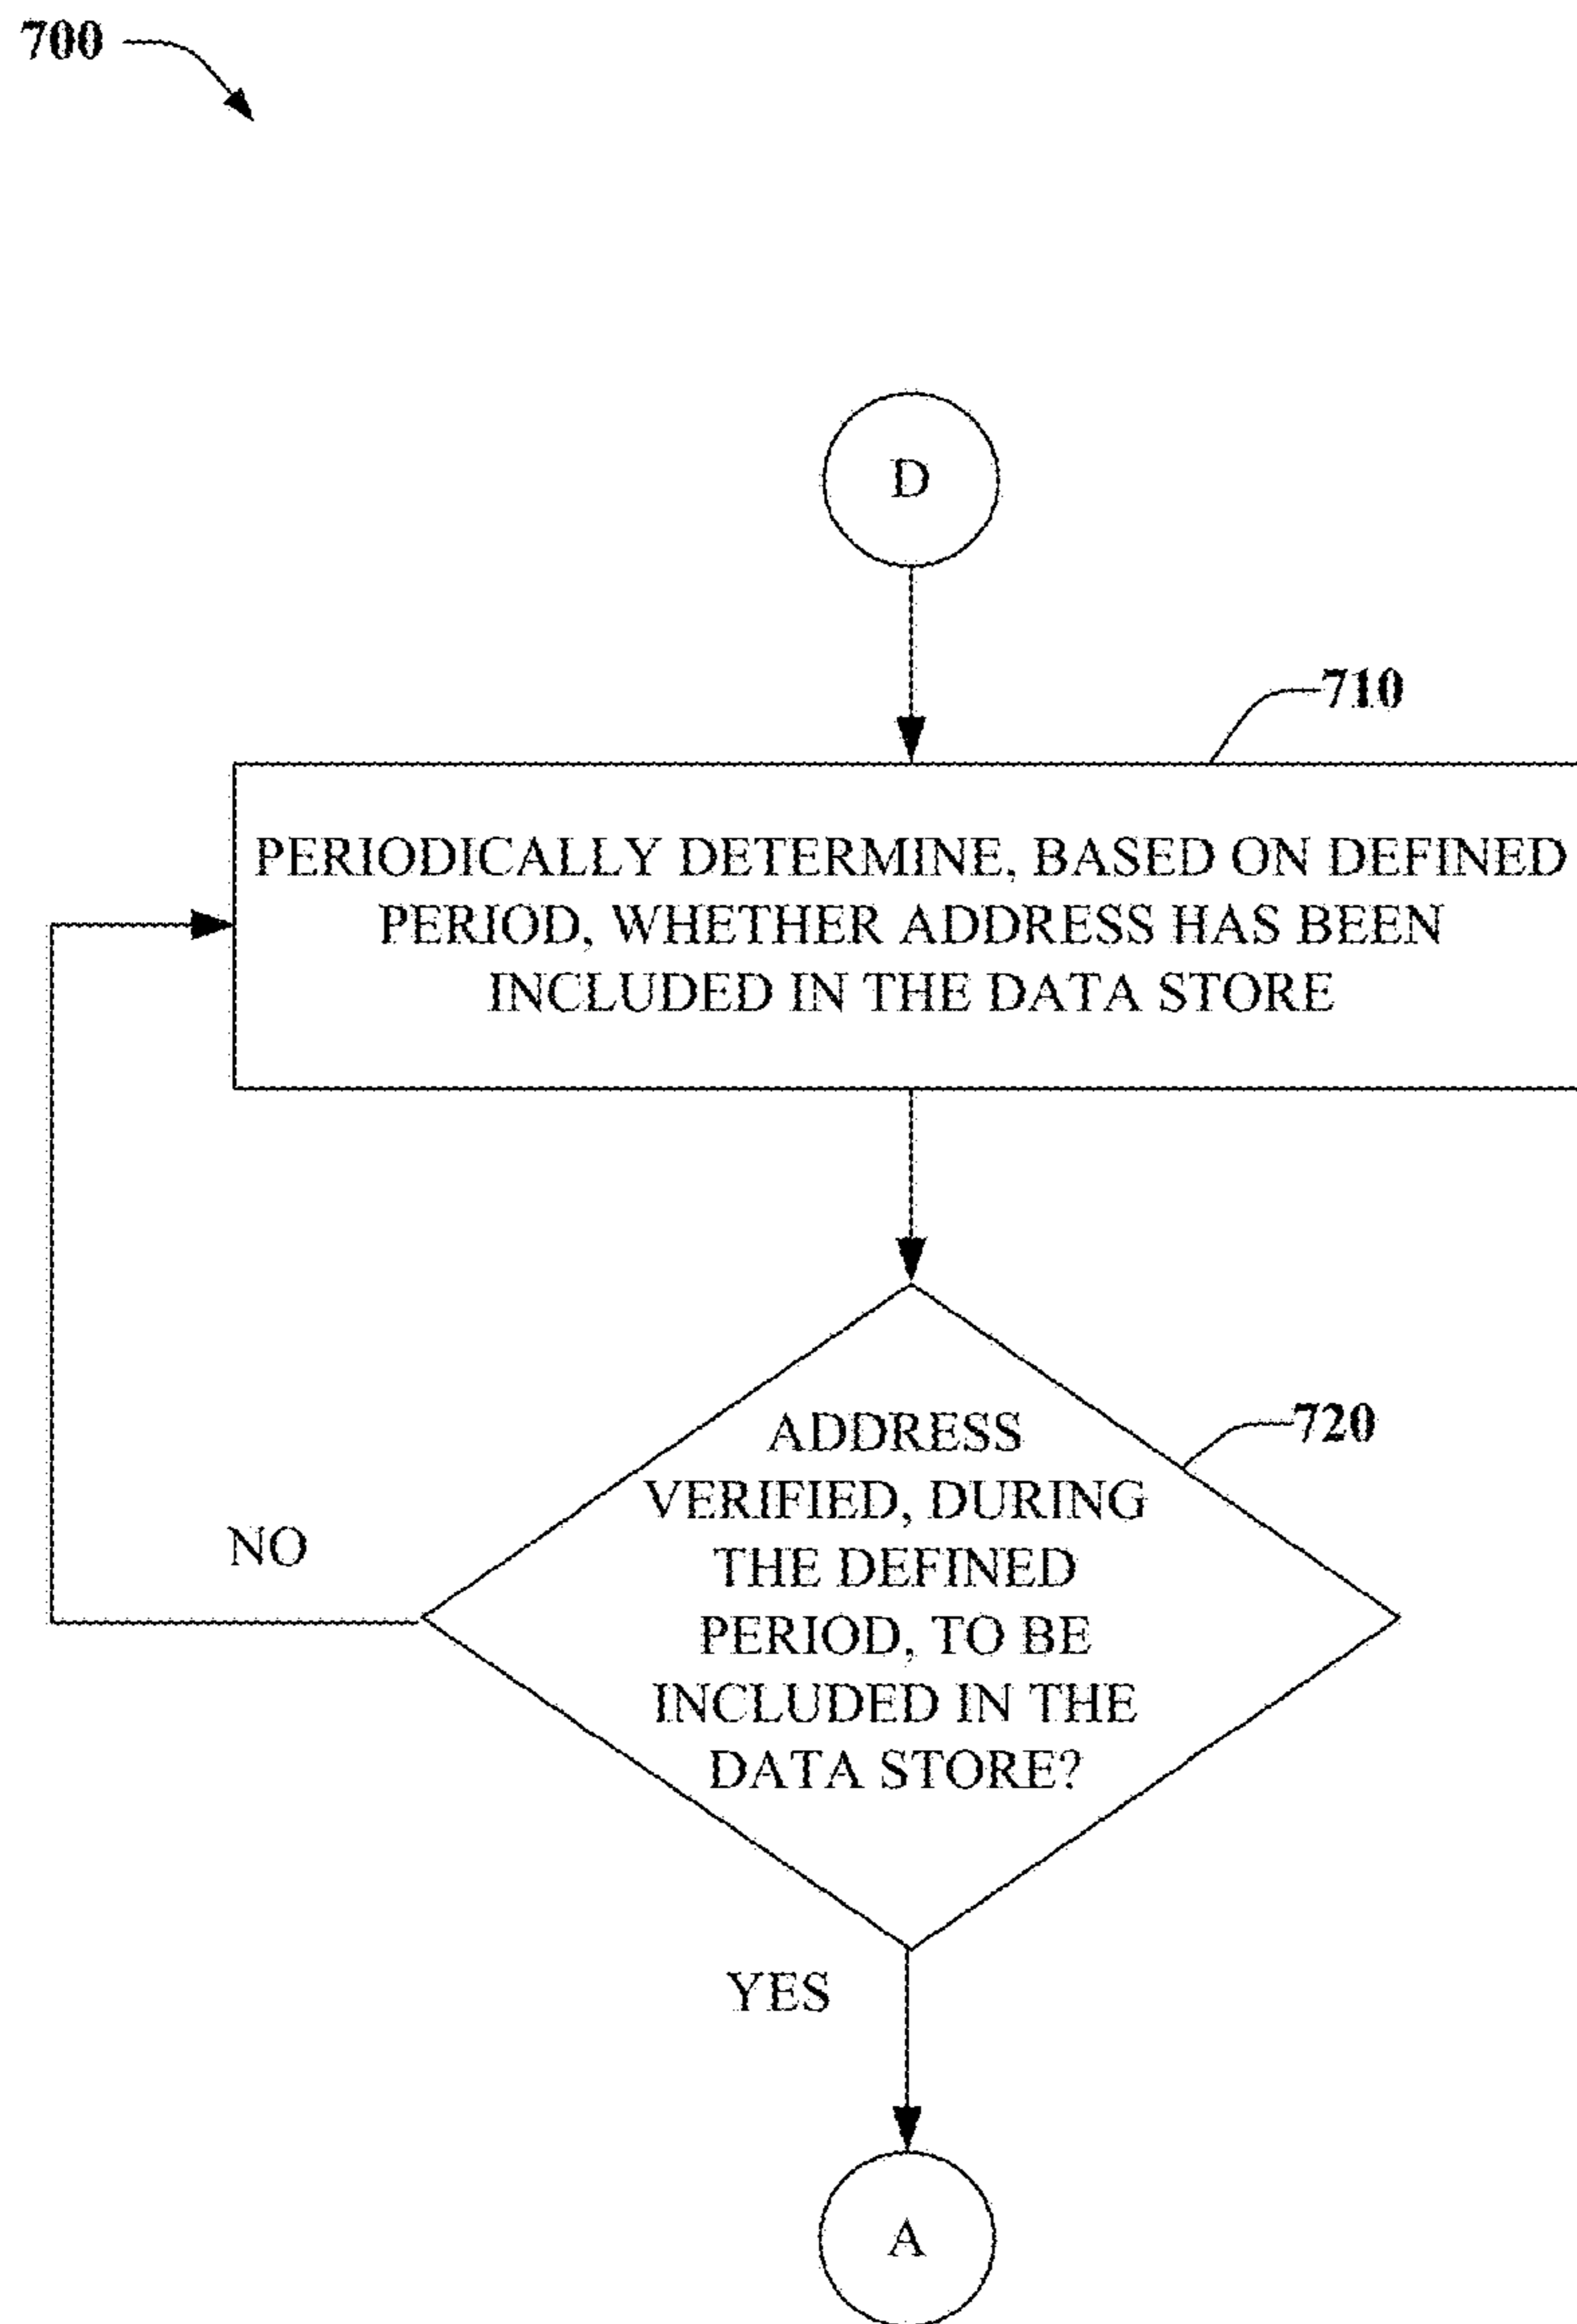 700
D
710
PERIODICALLY DETERMINE, BASED ON DEFINED
PERIOD, WHETHER ADDRESS HAS BEEN
INCLUDED IN THE DATA STORE
720
ADDRESS
VERIFIED, DURING
THE DEFINED
PERIOD, TO BE
INCLUDED IN THE
DATA STORE?
NO
YES
A